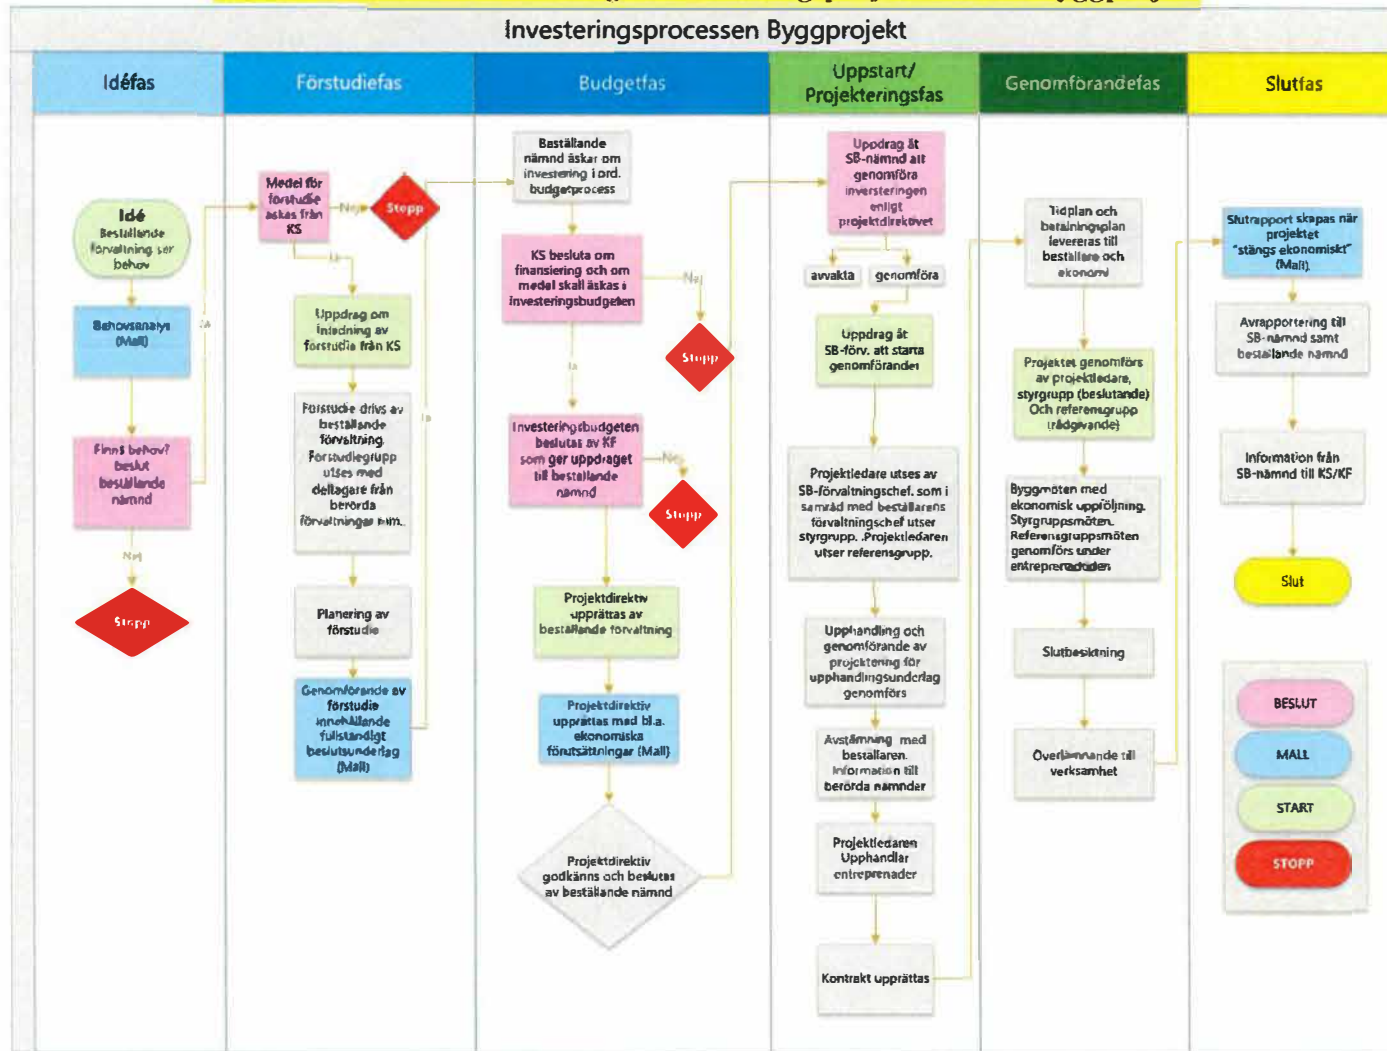 Investeringsprocessen Byggprojekt
Idéfas
Förstudiefas
Budgetfas
Uppstart/
Projekteringsfas
Genomförandefas
Slutfas
Idé
Beställande
förvaltning ser
behov
Behovsanalys
(Mall)
Finns behov?
beslut
beställande
nämnd
Nej
Stopp
Ja
Medel för
förstudie
äskas från
KS
Nej
Stopp
Ja
Uppdrag om
inledning av
förstudie från KS
Förstudie drivs av
beställande
förvaltning.
Förstudiegrupp
utses med
deltagare från
berörda
förvaltningar mm.
Planering av
förstudie
Genomförande av
förstudie
innehållande
fullständigt
beslutsunderlag
(Mall)
Ja
Beställande
nämnd äskar om
investering i ord.
budgetprocess
KS besluta om
finansiering och om
medel skall äskas i
investeringsbudgeten
Nej
Stopp
Ja
Investeringsbudgeten
beslutas av KF
som ger uppdraget
till beställande
nämnd
Nej
Stopp
Projektdirektiv
upprättas av
beställande förvaltning
Projektdirektiv
upprättas med bl.a.
ekonomiska
förutsättningar (Mall)
Projektdirektiv
godkänns och beslutas
av beställande nämnd
Uppdrag åt
SB-nämnd att
genomföra
inversteringen
enligt
projektdirektivet
avvakta
genomföra
Uppdrag åt
SB-förv. att starta
genomförandet
Projektledare utses av
SB-förvaltningschef. som i
samråd med beställarens
förvaltningschef utser
styrgrupp. .Projektledaren
utser referensgrupp.
Upphandling och
genomförande av
projektering för
upphandlingsunderlag
genomförs
Avstämning med
beställaren.
Information till
berörda nämnder
Projektledaren
Upphandlar
entreprenader
Kontrakt upprättas
Tidplan och
betalningsplan
levereras till
beställare och
ekonomi
Projektet genomförs
av projektledare,
styrgrupp (beslutande)
Och referensgrupp
(rådgivande)
Byggmöten med
ekonomisk uppföljning.
Styrgruppsmöten.
Referensgruppsmöten
genomförs under
entreprenadtiden
Slutbesiktning
Överlämnande till
verksamhet
Slutrapport skapas när
projektet
"stängs ekonomiskt"
(Mall).
Avrapportering till
SB-nämnd samt
beställande nämnd
Information från
SB-nämnd till KS/KF
Slut
BESLUT
MALL
START
STOPP